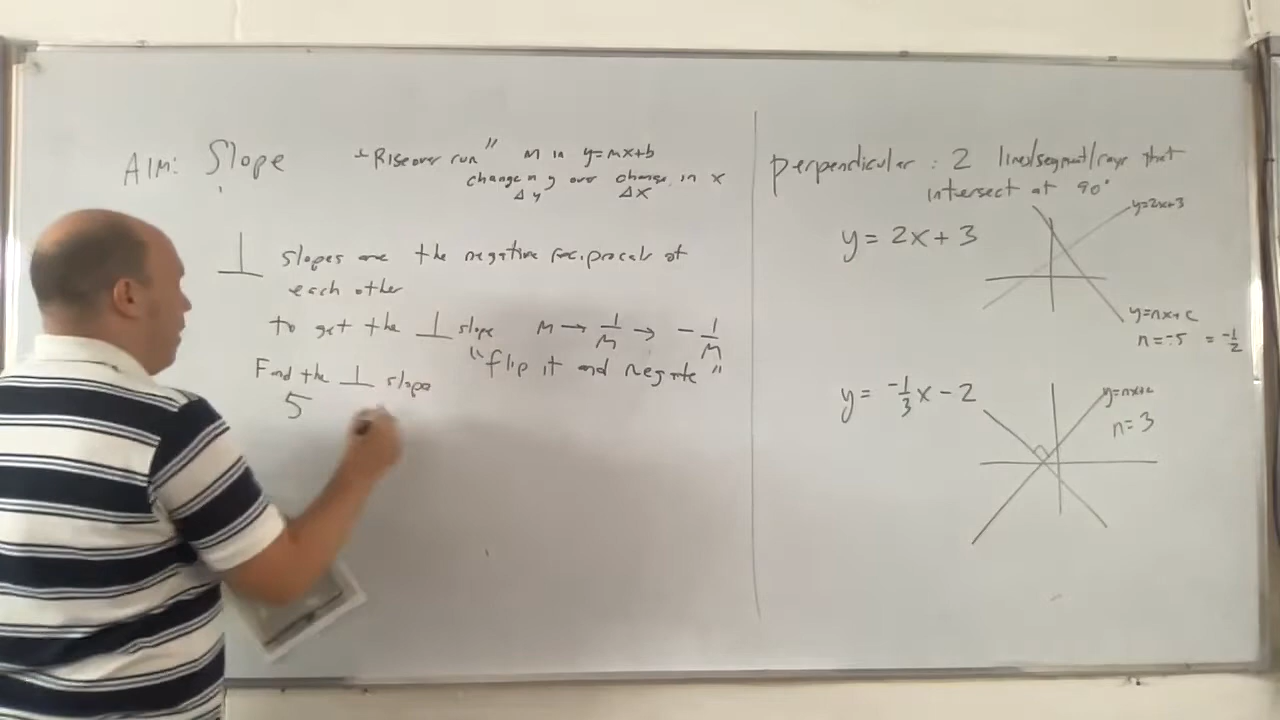 AIM: Slope
"Rise over run" m in y=mx+b
change in y over change in x
Δy Δx
⊥ slopes are the negative reciprocals of
each other
to get the ⊥ slope m → 1/m → -1/m
"flip it and negate"
Find the ⊥ slope
5
perpendicular : 2 lines/segment/rays that
intersect at 90°
y = 2x + 3
y=2x+3
y=nx+c
n=-.5 = -1/2
y = -1/3x - 2
y=nx+c
n=3